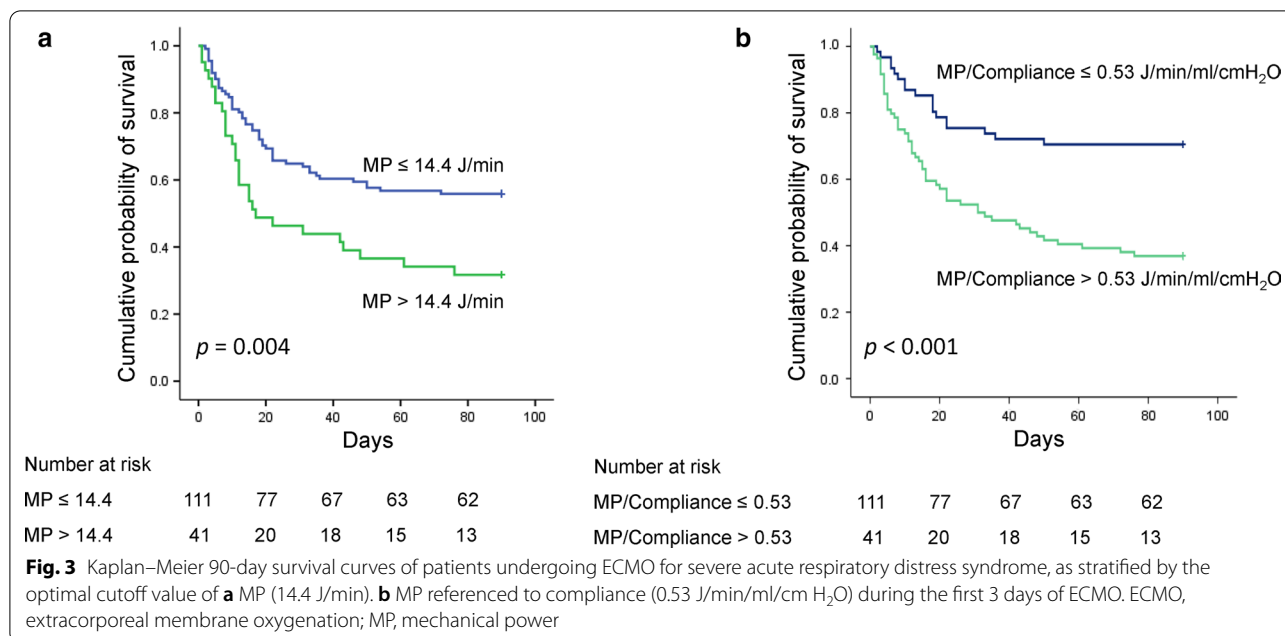 a
Cumulative probability of survival
1.0
0.8
0.6
0.4
0.2
0.0
MP ≤ 14.4 J/min
MP > 14.4 J/min
p = 0.004
0 20 40 60 80 100
Days
Number at risk
MP ≤ 14.4 111 77 67 63 62
MP > 14.4 41 20 18 15 13
b
Cumulative probability of survival
1.0
0.8
0.6
0.4
0.2
0.0
MP/Compliance ≤ 0.53 J/min/ml/cmH₂O
MP/Compliance > 0.53 J/min/ml/cmH₂O
p < 0.001
0 20 40 60 80 100
Days
Number at risk
MP/Compliance ≤ 0.53 111 77 67 63 62
MP/Compliance > 0.53 41 20 18 15 13
Fig. 3 Kaplan–Meier 90-day survival curves of patients undergoing ECMO for severe acute respiratory distress syndrome, as stratified by the
optimal cutoff value of a MP (14.4 J/min). b MP referenced to compliance (0.53 J/min/ml/cm H₂O) during the first 3 days of ECMO. ECMO,
extracorporeal membrane oxygenation; MP, mechanical power